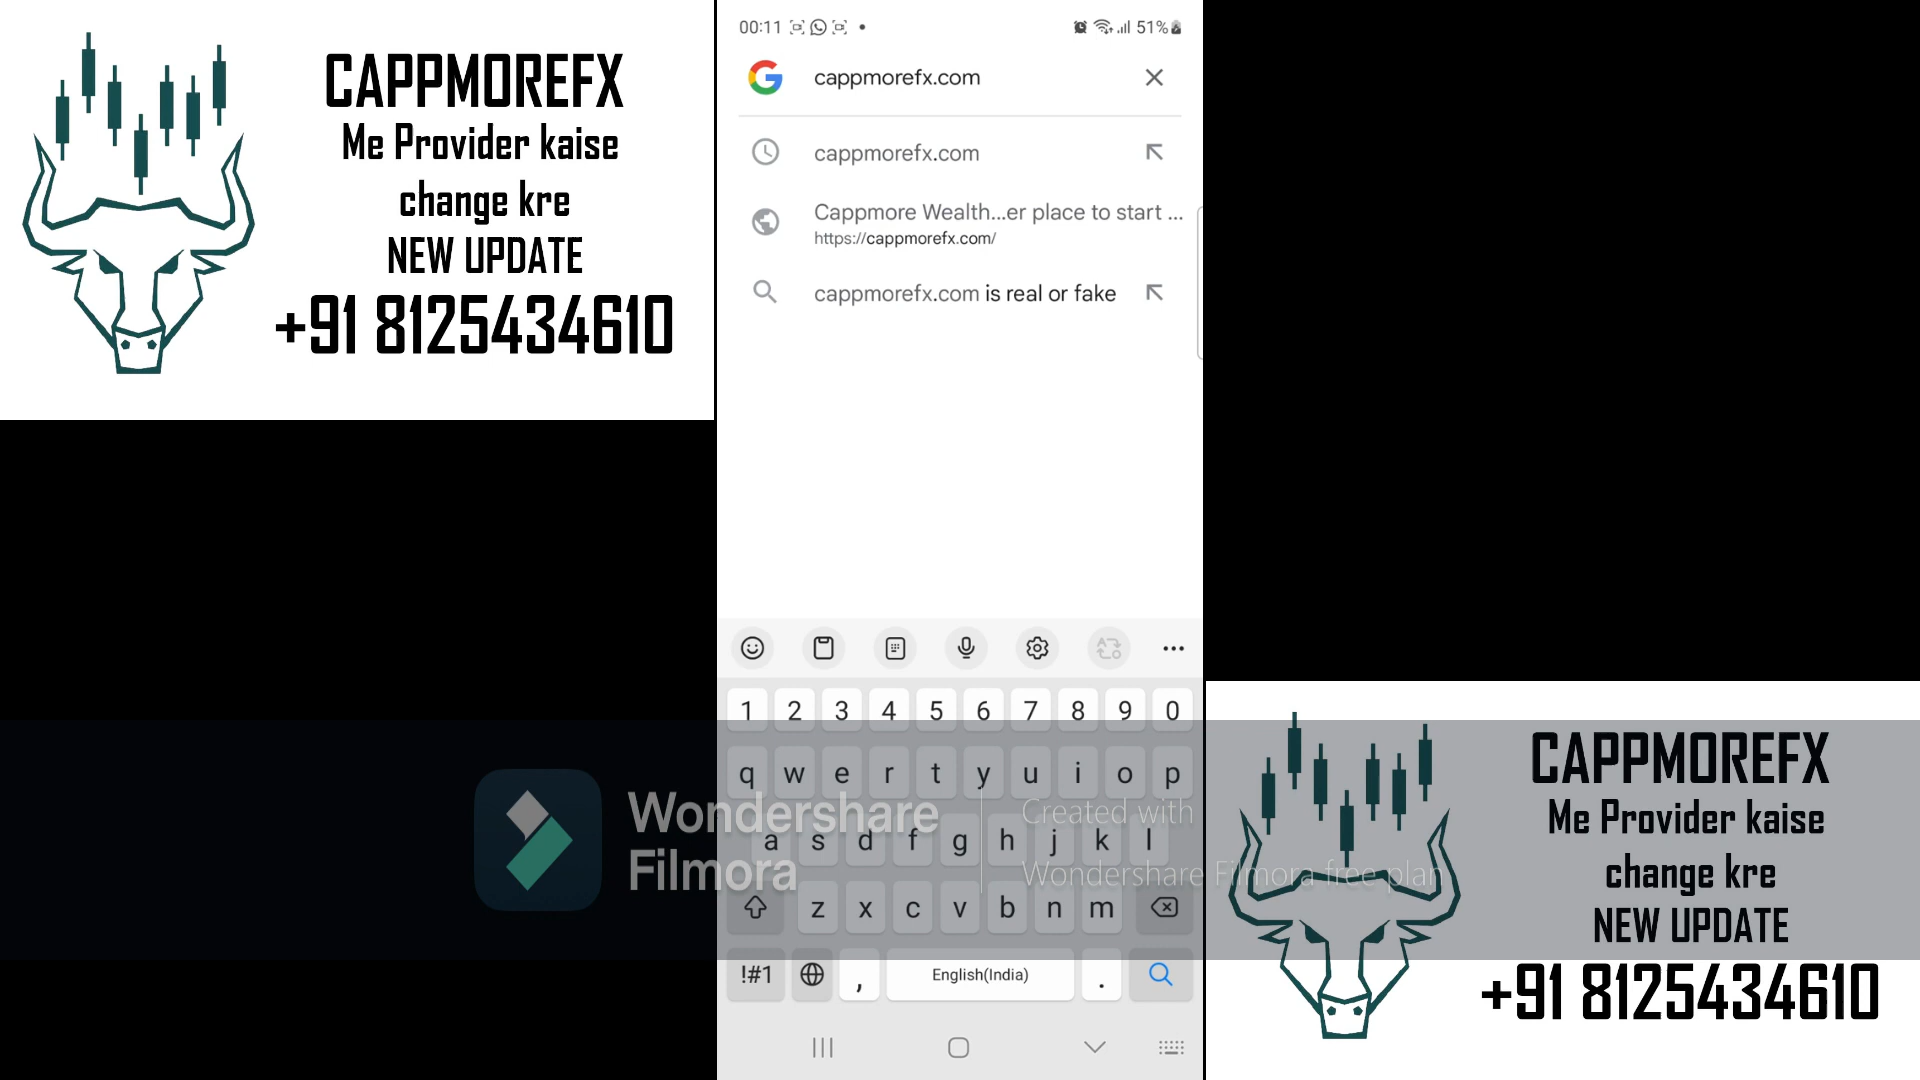 CAPPMOREFX
Me Provider kaise
change kre
NEW UPDATE
+91 8125434610
00:11
51%
cappmorefx.com
cappmorefx.com
Cappmore Wealth...er place to start ...
https://cappmorefx.com/
cappmorefx.com is real or fake
1 2 3 4 5 6 7 8 9 0
q w e r t y u i o p
a s d f g h j k l
z x c v b n m
!#1 , English(India) .
Wondershare
Filmora
Created with
Wondershare Filmora free plan
CAPPMOREFX
Me Provider kaise
change kre
NEW UPDATE
+91 8125434610